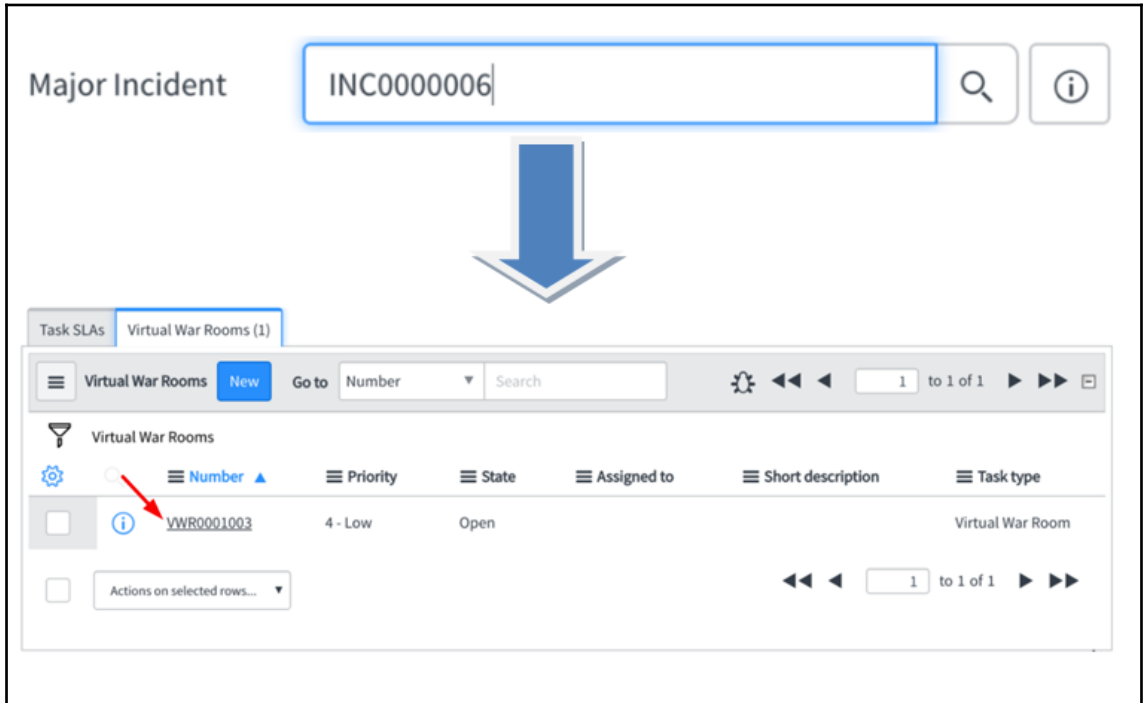 Major Incident INC0000006
Task SLAs Virtual War Rooms (1)
Virtual War Rooms New Go to Number Search 1 to 1 of 1
Virtual War Rooms
Number Priority State Assigned to Short description Task type
VWR0001003 4 - Low Open Virtual War Room
Actions on selected rows... 1 to 1 of 1